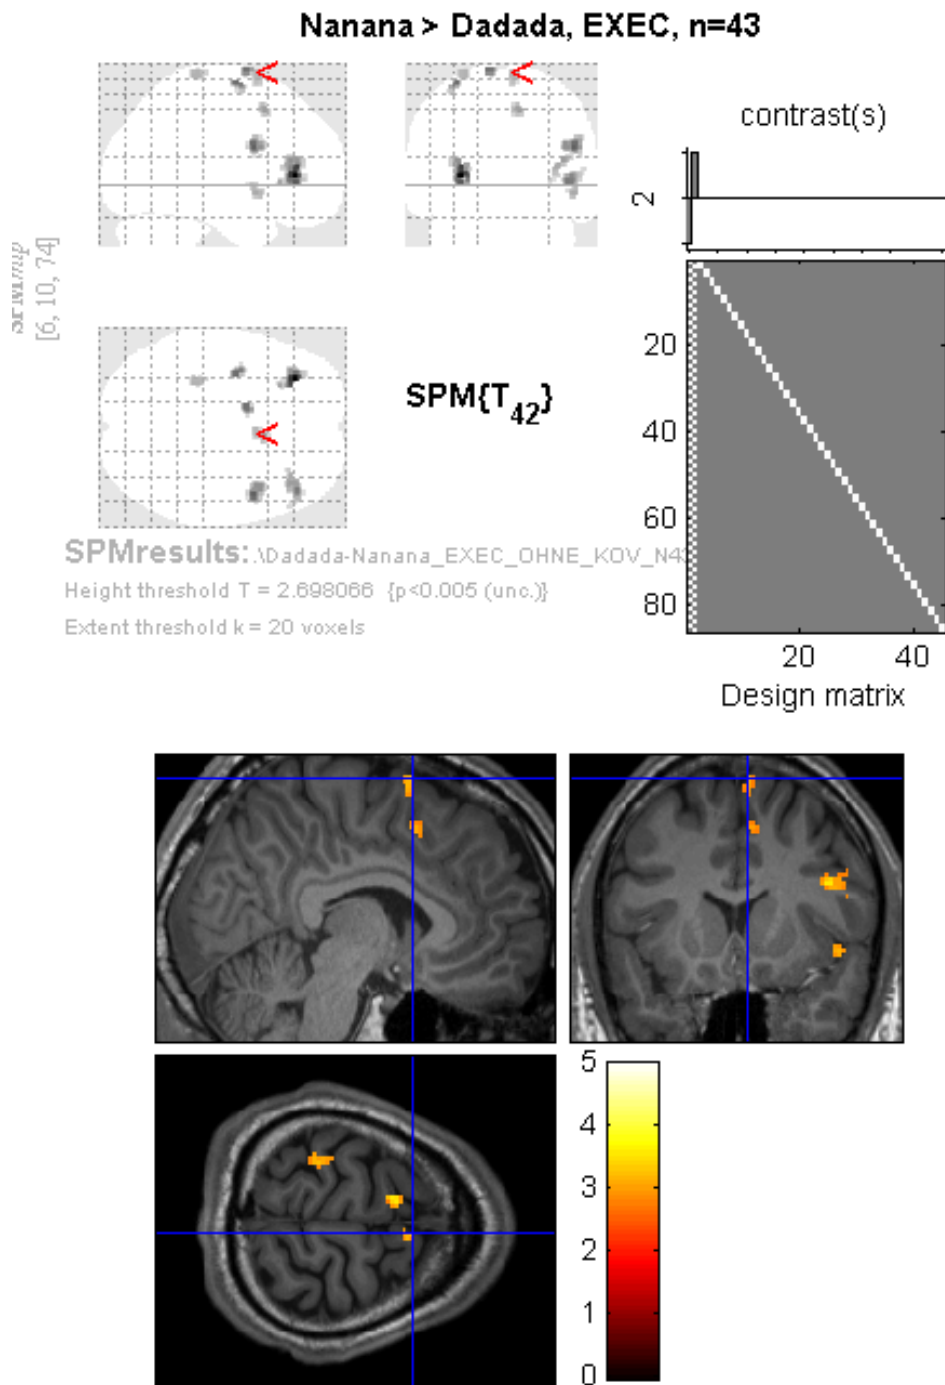 Nanana > Dadada, EXEC, n=43
contrast(s)
2
[6, 10, 74]
SPM{T42}
20
40
60
80
20 40
Design matrix
SPMresults: .\Dadada-Nanana_EXEC_OHNE_KOV_N43
Height threshold T = 2.698066 {p<0.005 (unc.)}
Extent threshold k = 20 voxels
<
<
<
5
4
3
2
1
0